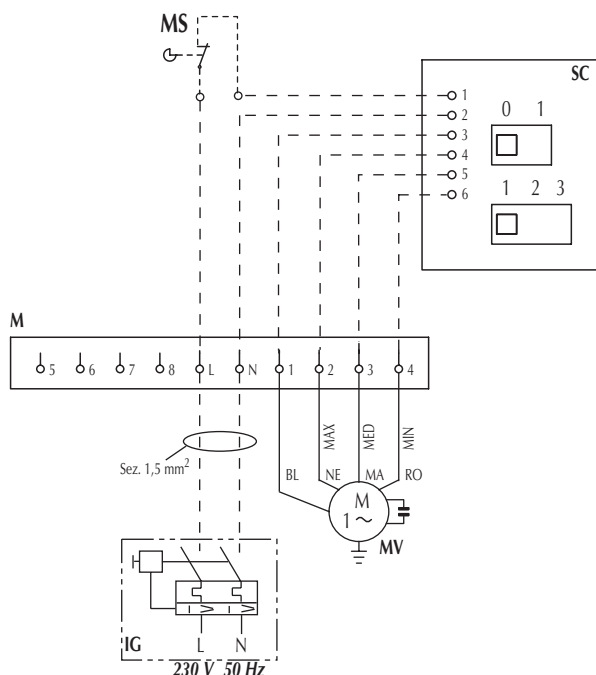 MS
SC
1
2
3
4
5
6
0 1
1 2 3
M
5 6 7 8 L N 1 2 3 4
Sez. 1,5 mm²
MAX MED MIN
BL NE MA RO
M
1 ~
MV
IG
L N
230 V 50 Hz